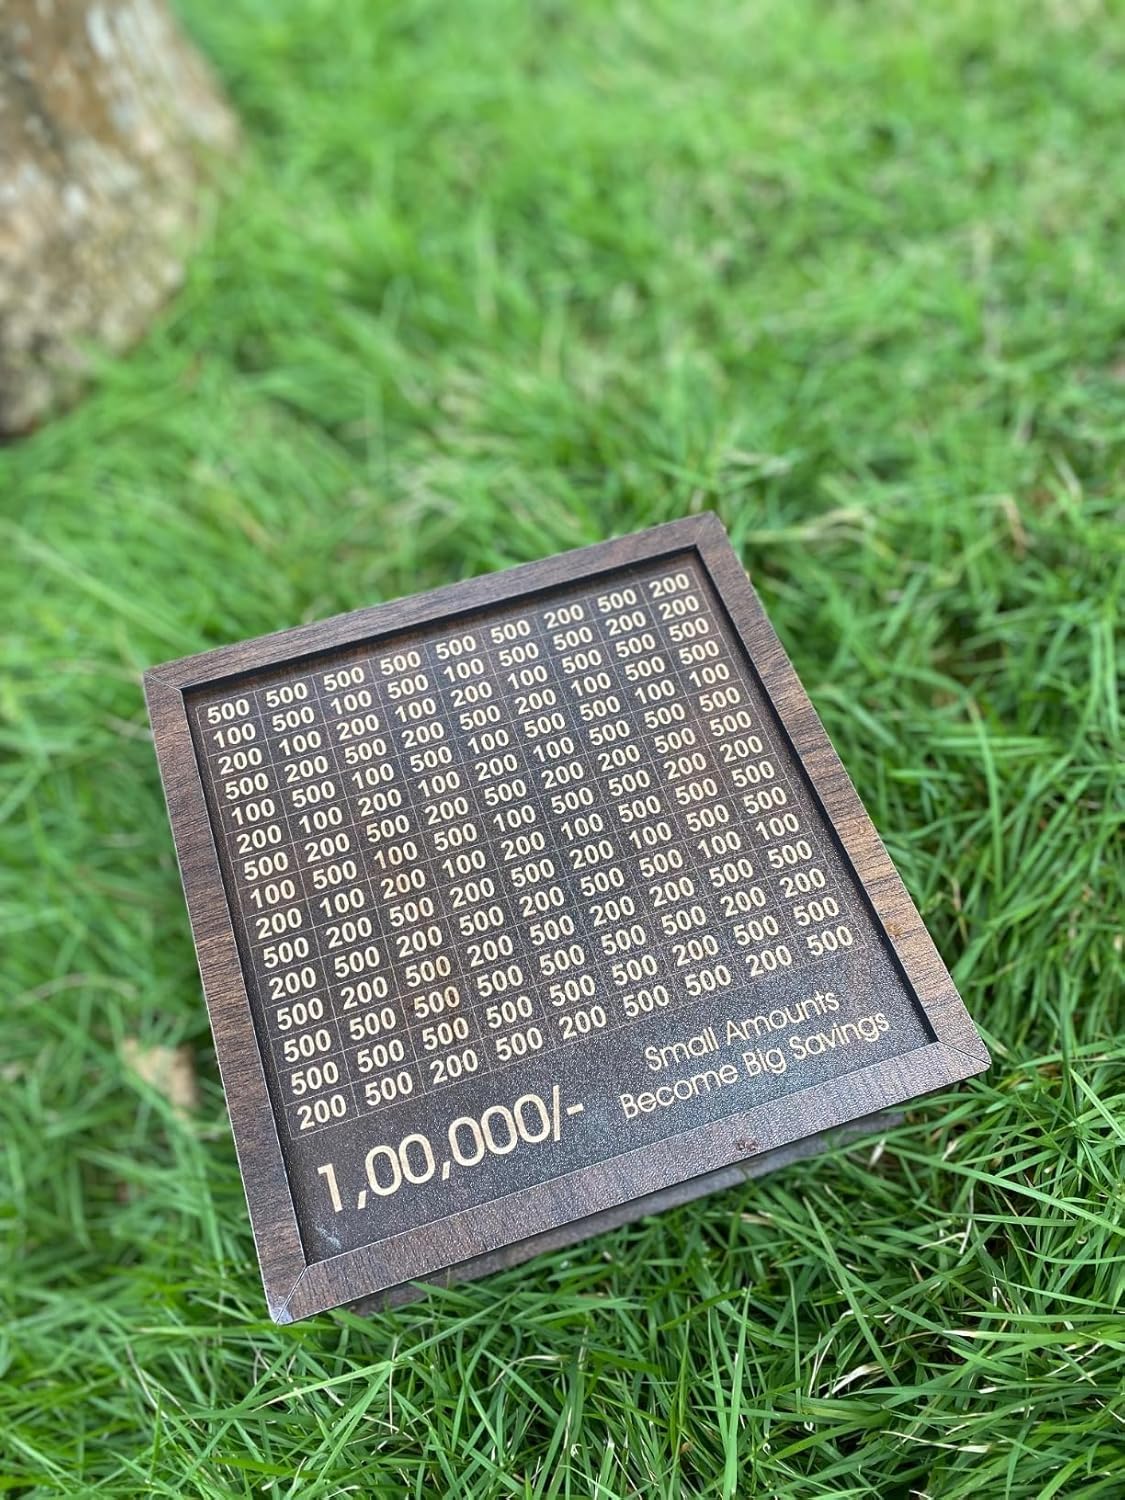 500 500 500 500 500 500 200 500 200
100 500 100 500 100 500 500 200 200
200 100 200 100 200 100 500 500 500
500 200 500 200 500 200 100 500 500
100 500 100 500 100 500 500 100 100
200 100 200 100 200 100 500 500 500
500 200 500 200 500 200 200 500 500
100 500 100 500 100 500 500 200 200
200 100 200 100 200 100 500 500 500
500 200 500 200 500 200 100 500 500
200 500 200 500 200 500 500 100 100
500 200 500 200 500 200 200 500 500
500 500 500 500 500 500 500 200 200
500 500 500 500 500 500 200 500 500
200 500 200 500 200 500 500 200 500
1,00,000/-
Small Amounts
Become Big Savings